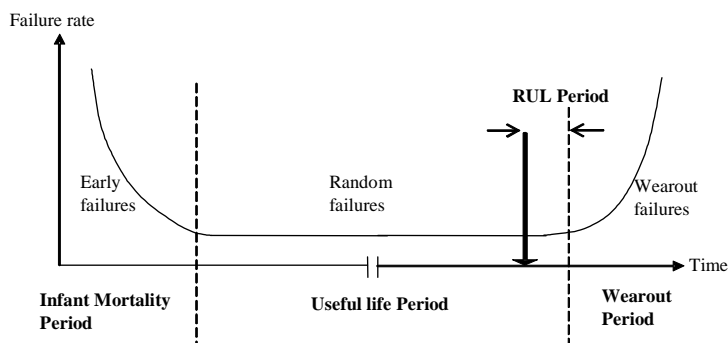 Failure rate
RUL Period
Early
failures
Random
failures
Wearout
failures
Time
Infant Mortality
Period
Useful life Period
Wearout
Period